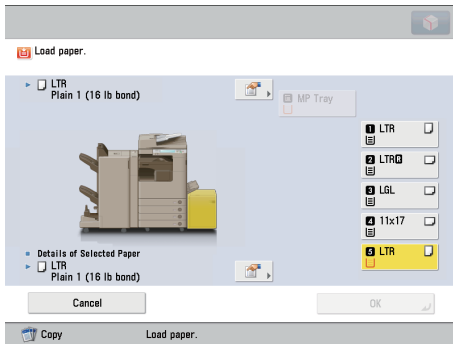 Load paper.
LTR
Plain 1 (16 lb bond)
MP Tray
1 LTR
2 LTRR
3 LGL
4 11x17
5 LTR
Details of Selected Paper
LTR
Plain 1 (16 lb bond)
Cancel
OK
Copy
Load paper.